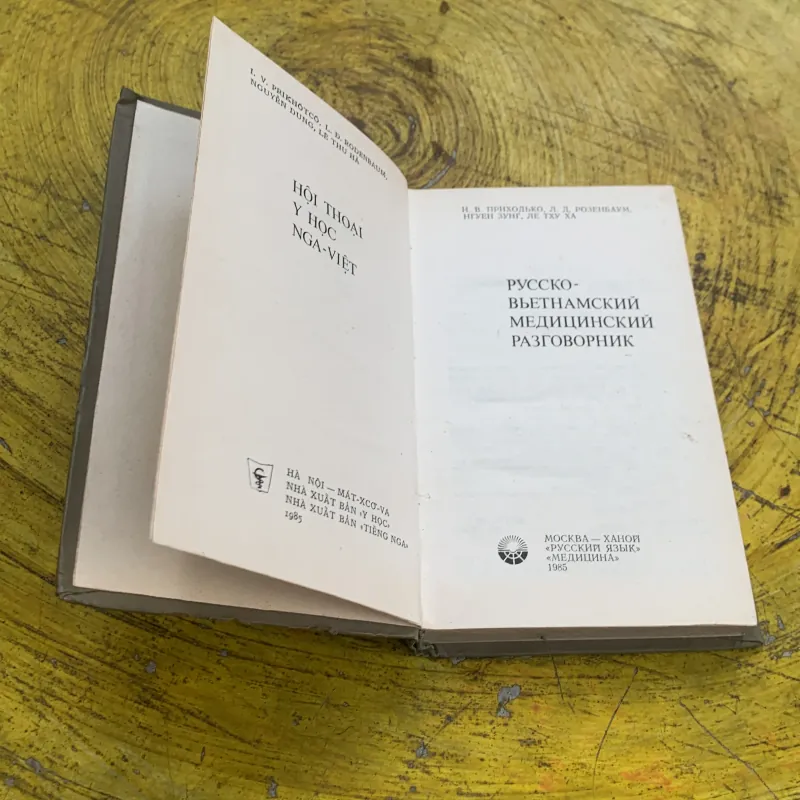 I. V. PRIKHÔTCÔ, L. D. RODENBAUM,
NGUYỄN DUNG, LÊ THU HÀ
HỘI THOẠI
Y HỌC
NGA-VIỆT
HÀ NỘI — MÁT-XCƠ-VA
NHÀ XUẤT BẢN «Y HỌC»
NHÀ XUẤT BẢN «TIẾNG NGA»
1985
И. В. ПРИХОДЬКО, Л. Д. РОЗЕНБАУМ,
НГУЕН ЗУНГ, ЛЕ ТХУ ХА
РУССКО-
ВЬЕТНАМСКИЙ
МЕДИЦИНСКИЙ
РАЗГОВОРНИК
МОСКВА — ХАНОЙ
«РУССКИЙ ЯЗЫК»
«МЕДИЦИНА»
1985